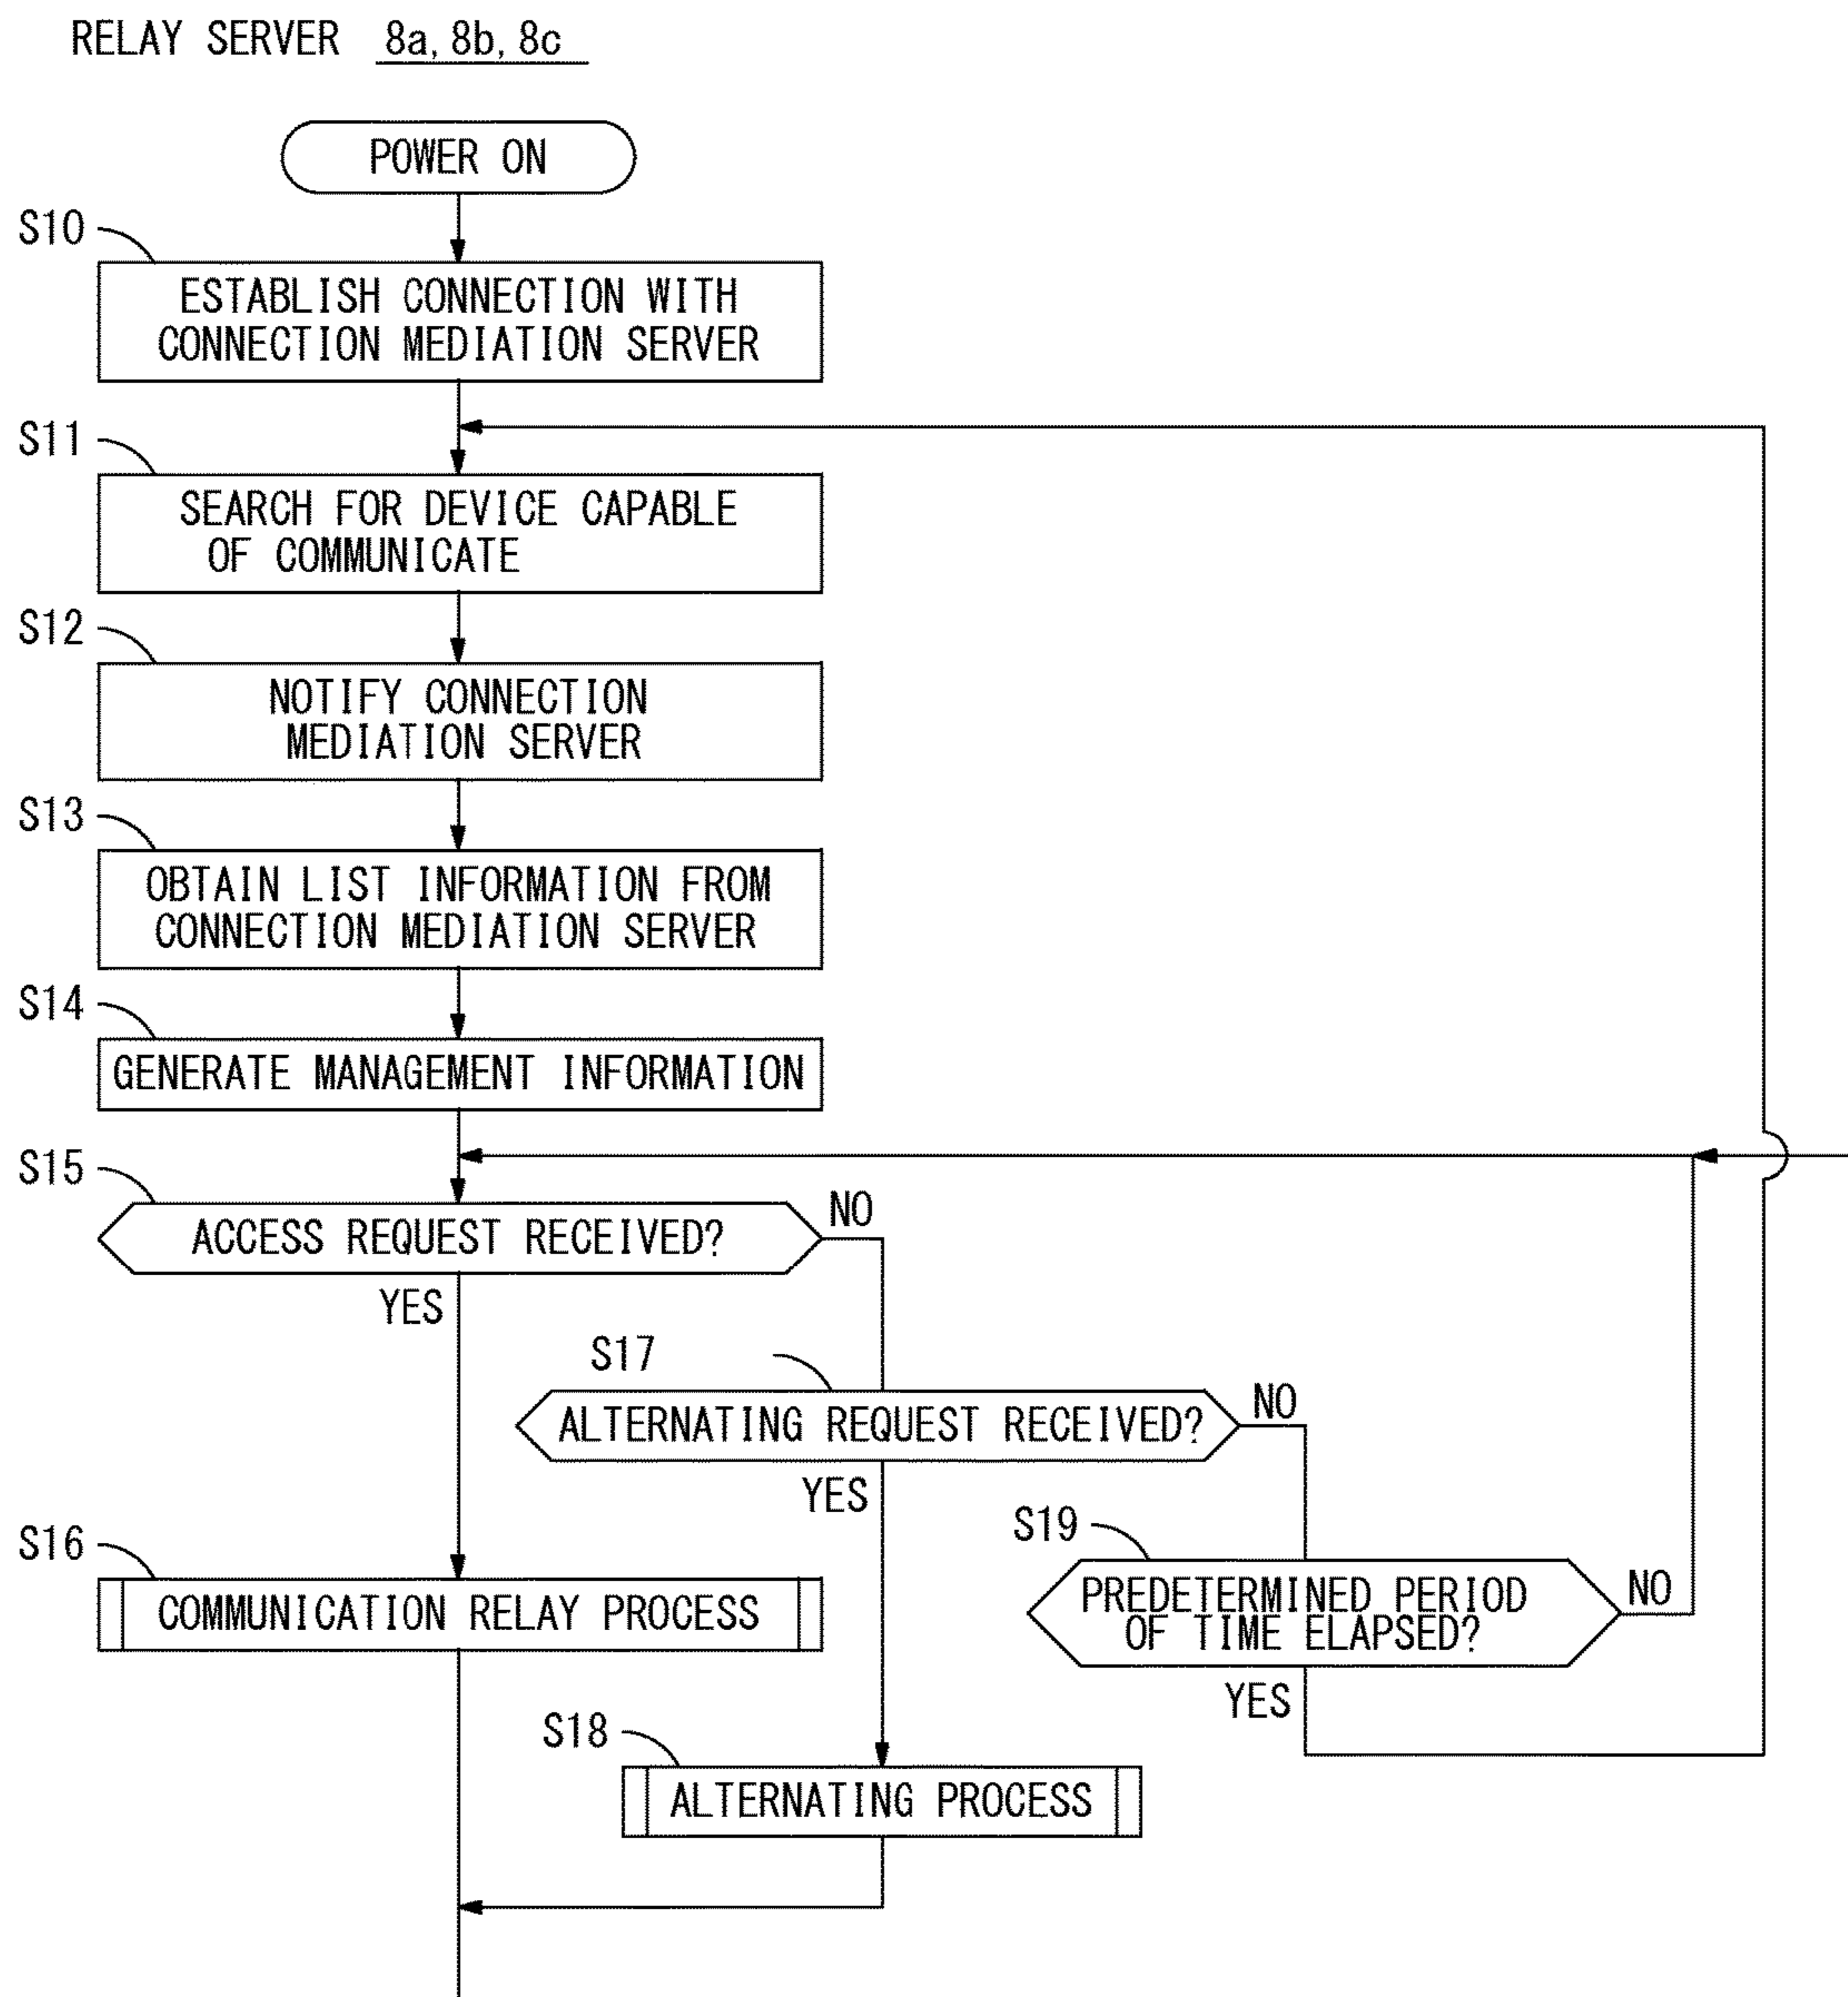 RELAY SERVER 8a, 8b, 8c
POWER ON
S10
ESTABLISH CONNECTION WITH
CONNECTION MEDIATION SERVER
S11
SEARCH FOR DEVICE CAPABLE
OF COMMUNICATE
S12
NOTIFY CONNECTION
MEDIATION SERVER
S13
OBTAIN LIST INFORMATION FROM
CONNECTION MEDIATION SERVER
S14
GENERATE MANAGEMENT INFORMATION
S15
ACCESS REQUEST RECEIVED?
NO
YES
S17
ALTERNATING REQUEST RECEIVED?
NO
YES
S19
PREDETERMINED PERIOD
OF TIME ELAPSED?
NO
YES
S16
COMMUNICATION RELAY PROCESS
S18
ALTERNATING PROCESS